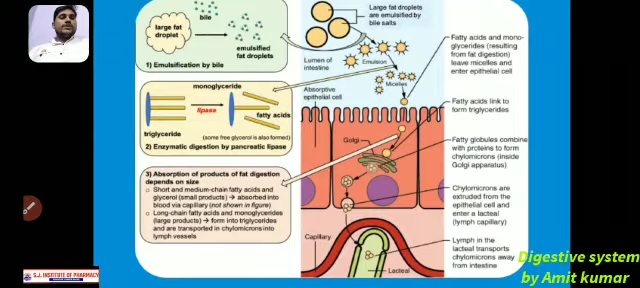 large fat
droplet
bile
emulsified
fat droplets
1) Emulsification by bile
monoglyceride
lipase
fatty acids
triglyceride
(some free glycerol is also formed)
2) Enzymatic digestion by pancreatic lipase
3) Absorption of products of fat digestion
depends on size
○ Short and medium-chain fatty acids and
glycerol (small products) → absorbed into
blood via capillary (not shown in figure)
○ Long-chain fatty acids and monoglycerides
(large products) → form into triglycerides
and are transported in chylomicrons into
lymph vessels
Large fat droplets
are emulsified by
bile salts
Lumen of
intestine
Emulsion
Micelles
Absorptive
epithelial cell
Golgi
Capillary
Lacteal
Fatty acids and mono-
glycerides (resulting
from fat digestion)
leave micelles and
enter epithelial cell
Fatty acids link to
form triglycerides
Fatty globules combine
with proteins to form
chylomicrons (inside
Golgi apparatus)
Chylomicrons are
extruded from the
epithelial cell and
enter a lacteal
(lymph capillary)
Lymph in the
lacteal transports
chylomicrons away
from intestine
S.J. INSTITUTE OF PHARMACY
Digestive system
by Amit kumar